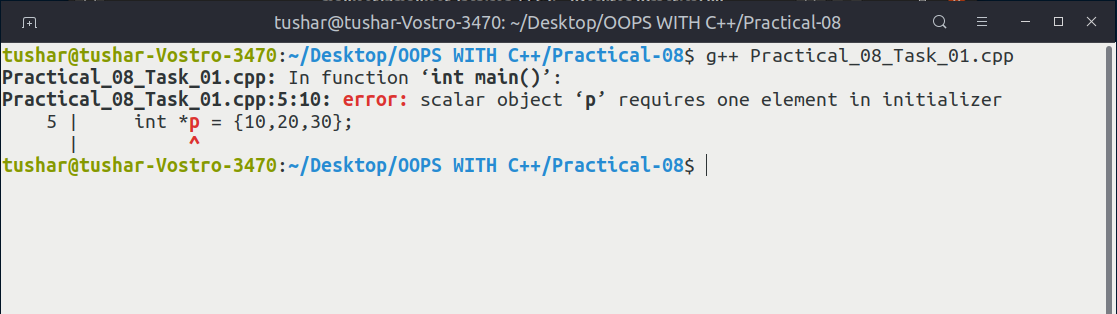 tushar@tushar-Vostro-3470: ~/Desktop/OOPS WITH C++/Practical-08
tushar@tushar-Vostro-3470:~/Desktop/OOPS WITH C++/Practical-08$ g++ Practical_08_Task_01.cpp
Practical_08_Task_01.cpp: In function ‘int main()’:
Practical_08_Task_01.cpp:5:10: error: scalar object ‘p’ requires one element in initializer
    5 |     int *p = {10,20,30};
      |          ^
tushar@tushar-Vostro-3470:~/Desktop/OOPS WITH C++/Practical-08$